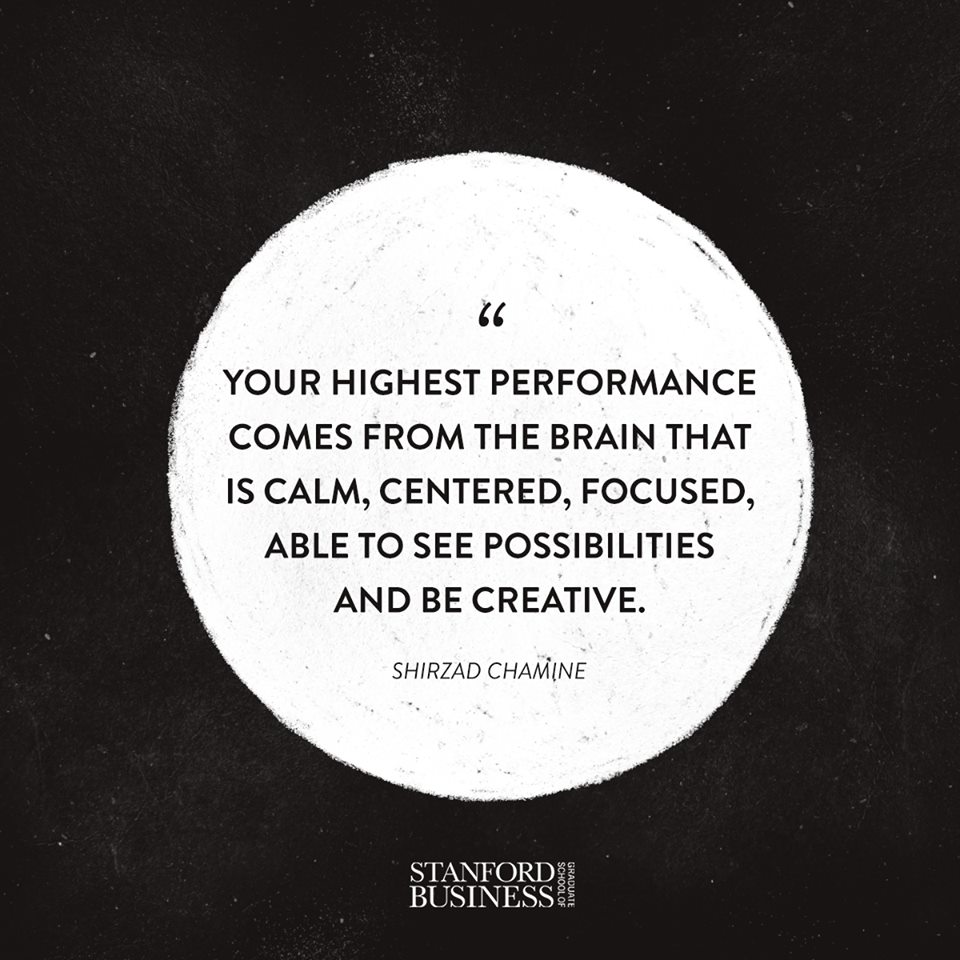 “
YOUR HIGHEST PERFORMANCE
COMES FROM THE BRAIN THAT
IS CALM, CENTERED, FOCUSED,
ABLE TO SEE POSSIBILITIES
AND BE CREATIVE.
SHIRZAD CHAMINE
STANFORD
BUSINESS
GRADUATE
SCHOOL OF